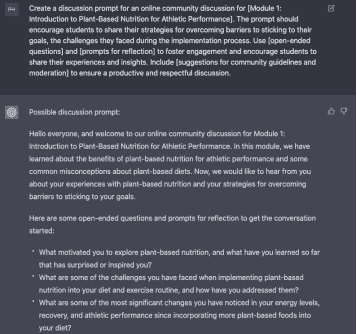 Create a discussion prompt for an online community discussion for [Module 1:
Introduction to Plant-Based Nutrition for Athletic Performance]. The prompt should
encourage students to share their strategies for overcoming barriers to sticking to their
goals, the challenges they faced during the implementation process. Use [open-ended
questions] and [prompts for reflection] to foster engagement and encourage students to
share their experiences and insights. Include [suggestions for community guidelines and
moderation] to ensure a productive and respectful discussion.
Possible discussion prompt:
Hello everyone, and welcome to our online community discussion for Module 1:
Introduction to Plant-Based Nutrition for Athletic Performance. In this module, we have
learned about the benefits of plant-based nutrition for athletic performance and some
common misconceptions about plant-based diets. Now, we would like to hear from you
about your experiences with plant-based nutrition and your strategies for overcoming
barriers to sticking to your goals.
Here are some open-ended questions and prompts for reflection to get the conversation
started:
• What motivated you to explore plant-based nutrition, and what have you learned so far
that has surprised or inspired you?
• What are some of the challenges you have faced when implementing plant-based
nutrition into your diet and exercise routine, and how have you addressed them?
• What are some of the most significant changes you have noticed in your energy levels,
recovery, and athletic performance since incorporating more plant-based foods into
your diet?